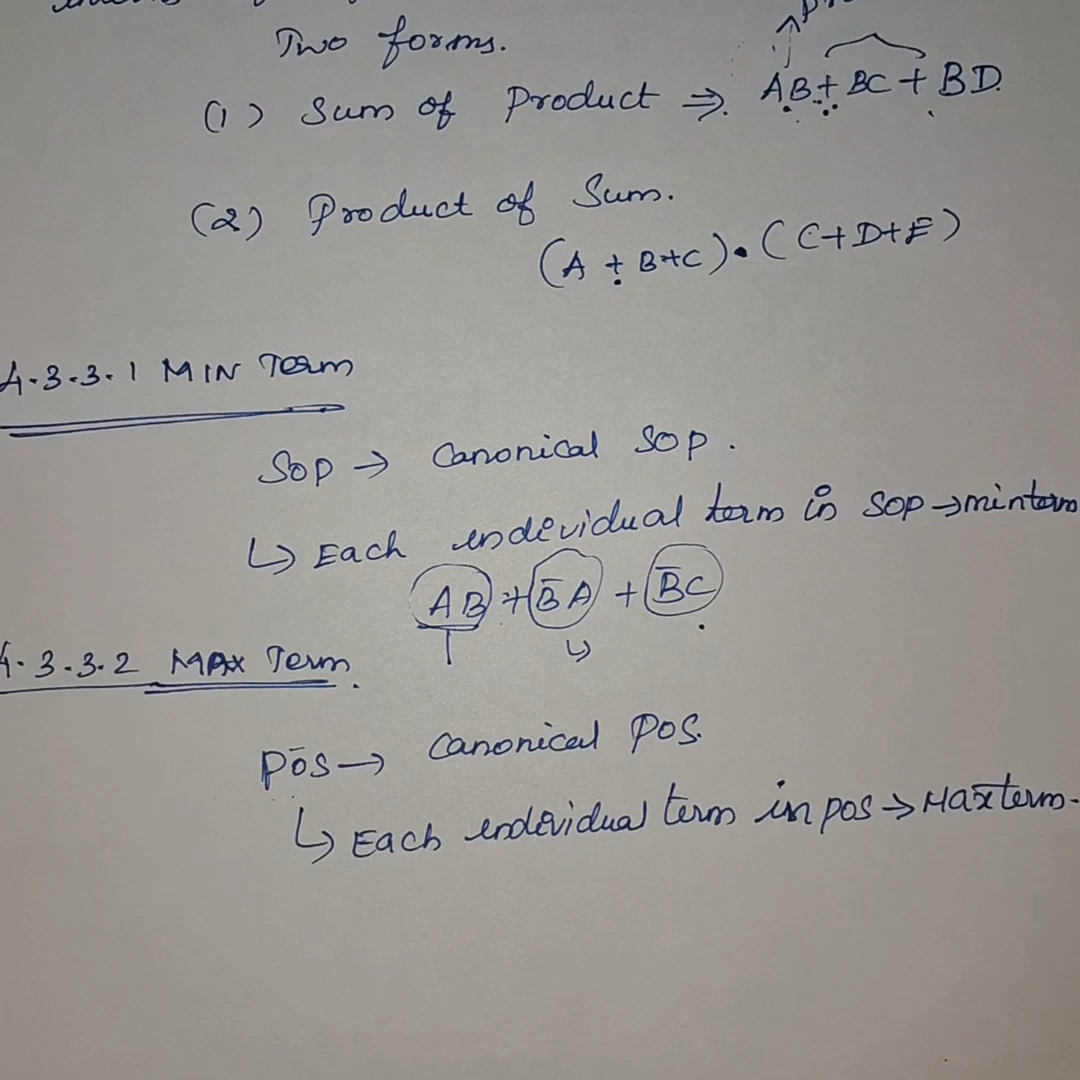 Two forms.
(1) Sum of Product ⇒ AB + BC + BD.
(2) Product of Sum.
(A + B+C) • (C+D+E)
4.3.3.1 MIN Term
SOP → Canonical SOP.
↳ Each individual term in SOP → minterm
AB + B̅A + B̅C
4.3.3.2 MAX Term.
POS → Canonical POS.
↳ Each individual term in POS → Maxterm.